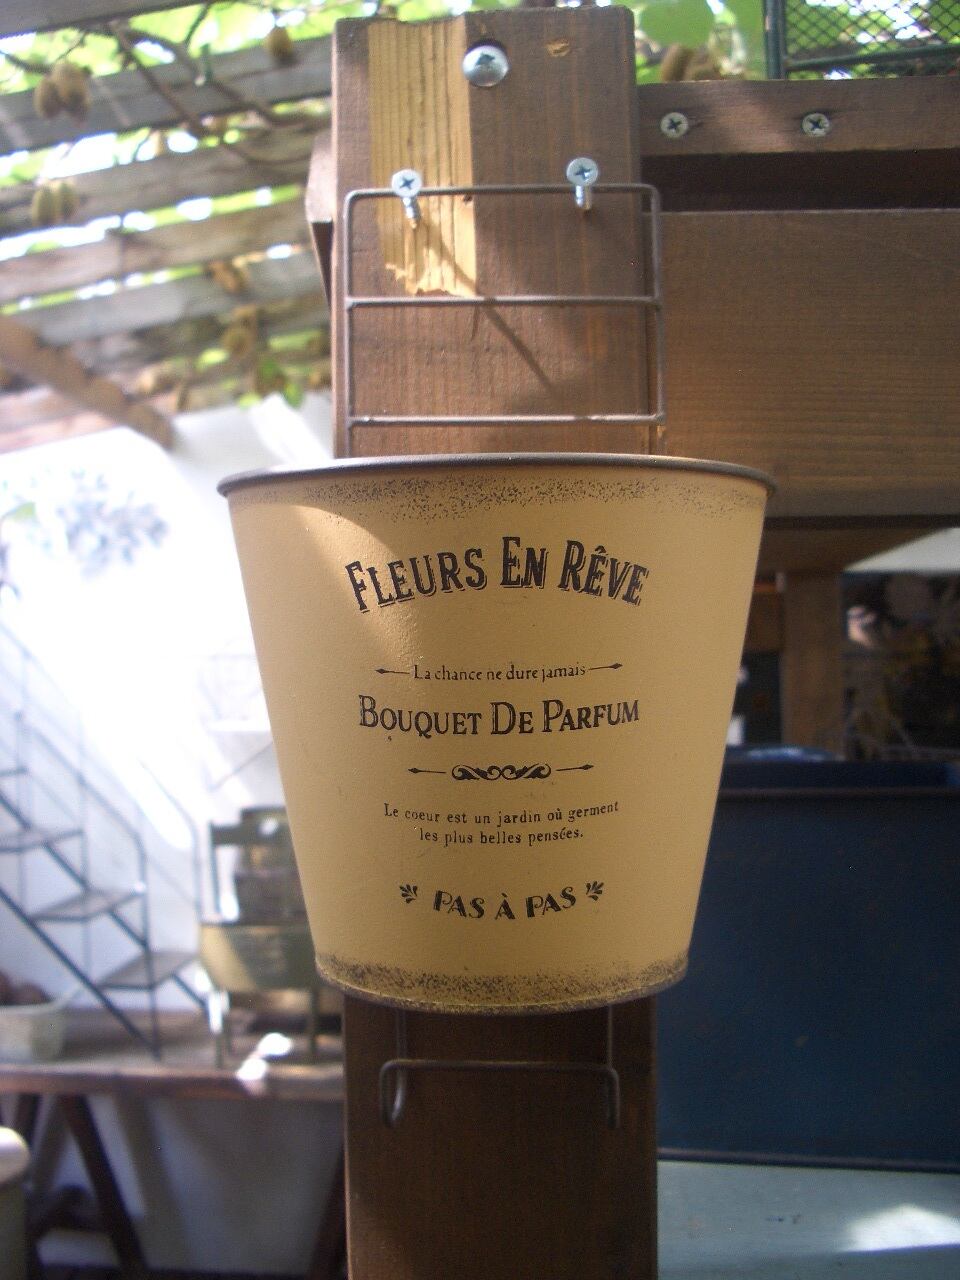 FLEURS EN RÊVE
La chance ne dure jamais
BOUQUET DE PARFUM
Le coeur est un jardin où germent
les plus belles pensées.
PAS À PAS